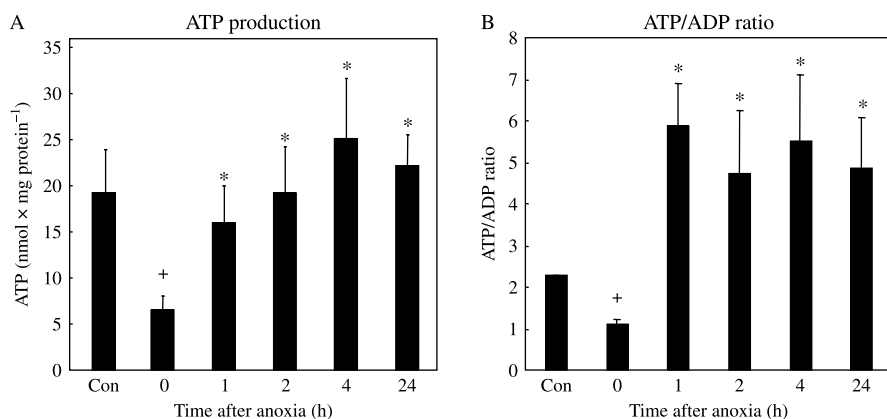 A
ATP production
ATP (nmol × mg protein⁻¹)
35
30
25
20
15
10
5
0
+
*
*
*
*
Con 0 1 2 4 24
Time after anoxia (h)
B
ATP/ADP ratio
ATP/ADP ratio
8
7
6
5
4
3
2
1
0
+
*
*
*
*
Con 0 1 2 4 24
Time after anoxia (h)